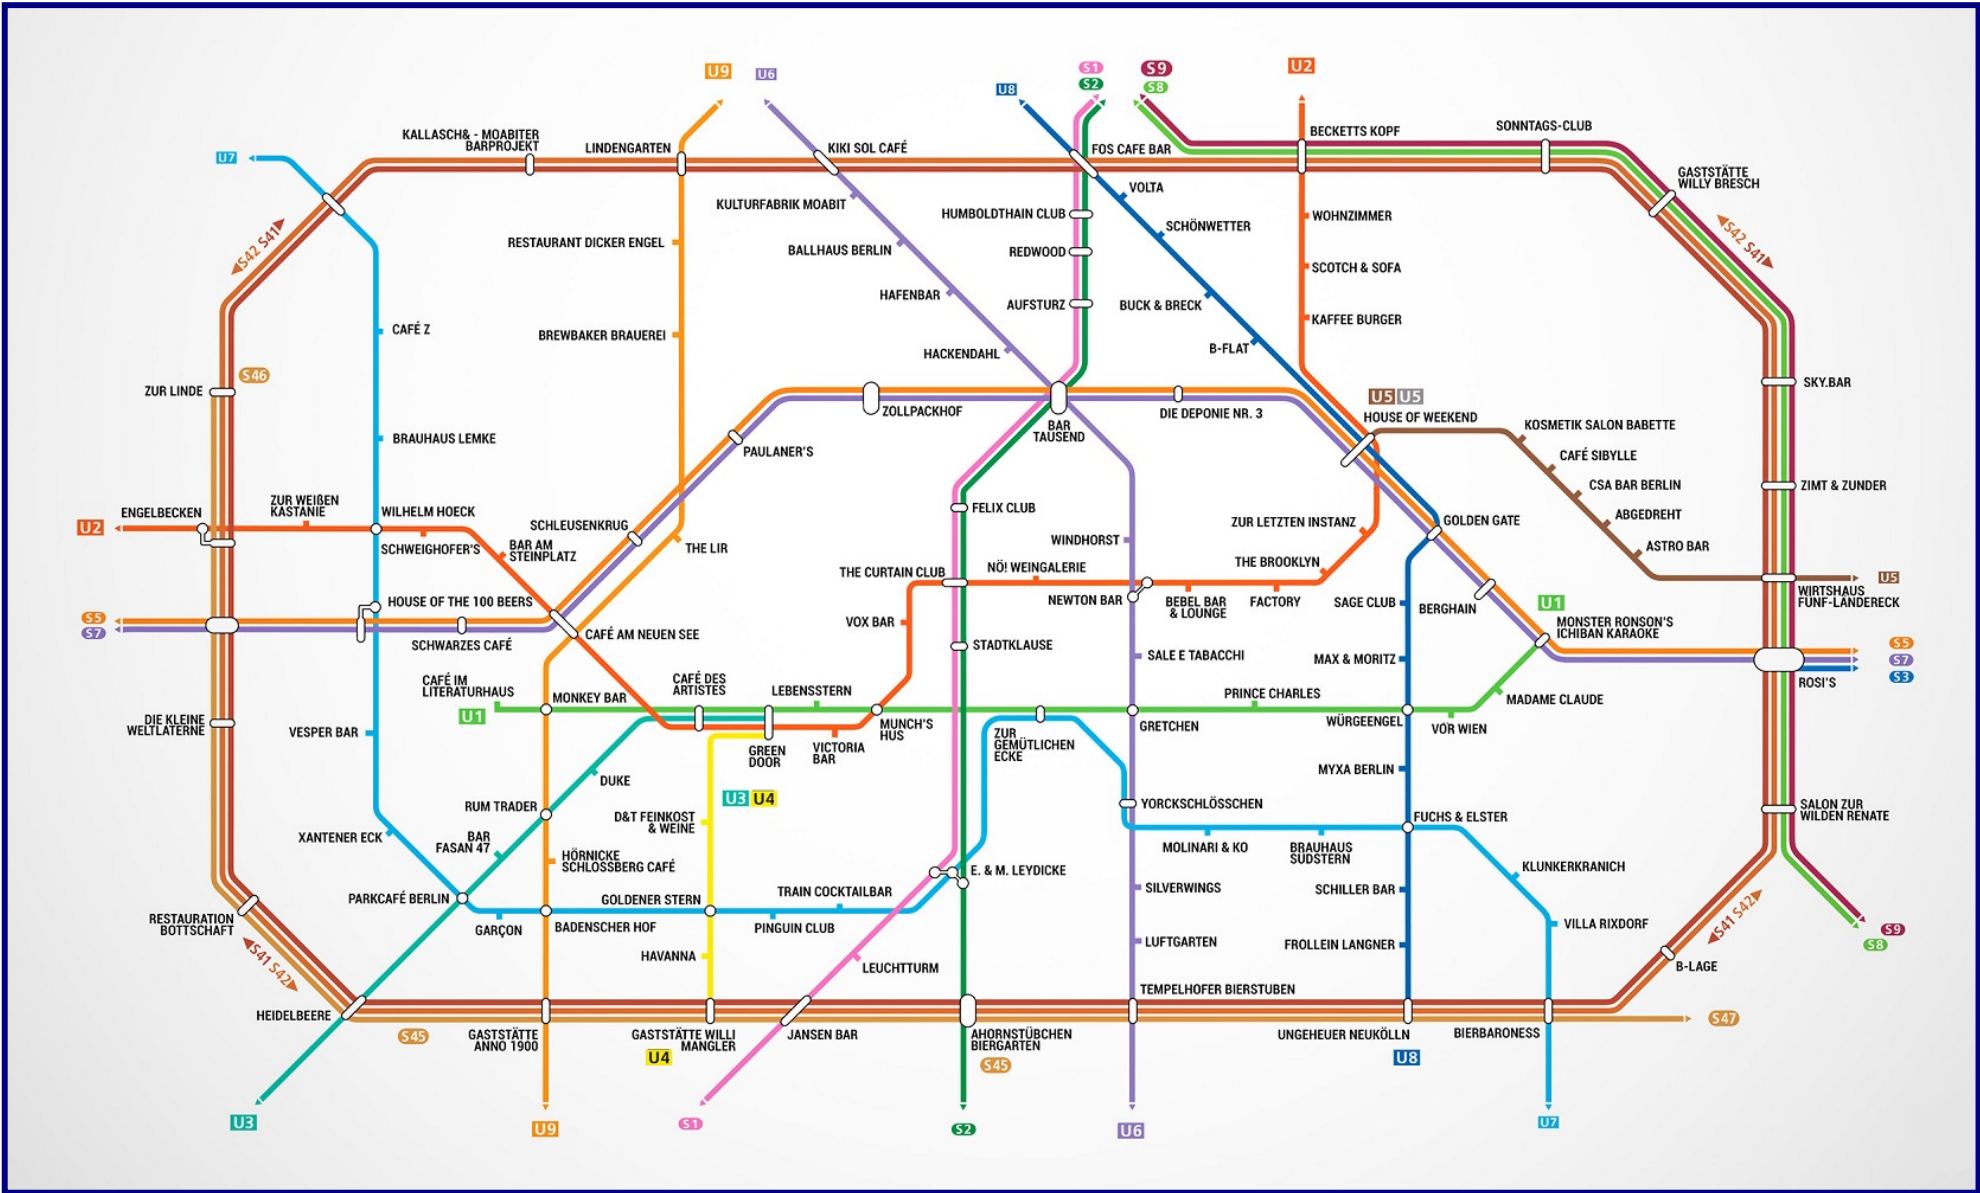 U9
U6
U8
S1
S2
S9
S8
U2
U7
KALLASCH& - MOABITER
BARPROJEKT
LINDENGARTEN
KIKI SOL CAFÉ
FOS CAFE BAR
BECKETTS KOPF
SONNTAGS-CLUB
GASTSTÄTTE
WILLY BRESCH
S42 S41
S42 S41
KULTURFABRIK MOABIT
HUMBOLDTHAIN CLUB
VOLTA
WOHNZIMMER
RESTAURANT DICKER ENGEL
BALLHAUS BERLIN
REDWOOD
SCHÖNWETTER
SCOTCH & SOFA
HAFENBAR
AUFSTURZ
BUCK & BRECK
KAFFEE BURGER
CAFÉ Z
BREWBAKER BRAUEREI
HACKENDAHL
B-FLAT
S46
ZUR LINDE
SKY.BAR
U5 U5
ZOLLPACKHOF
BAR
TAUSEND
DIE DEPONIE NR. 3
HOUSE OF WEEKEND
KOSMETIK SALON BABETTE
BRAUHAUS LEMKE
PAULANER'S
CAFÉ SIBYLLE
CSA BAR BERLIN
ZIMT & ZUNDER
ABGEDREHT
ASTRO BAR
U2
ENGELBECKEN
ZUR WEIßEN
KASTANIE
WILHELM HOECK
SCHWEIGHOFER'S
BAR AM
STEINPLATZ
SCHLEUSENKRUG
THE LIR
FELIX CLUB
WINDHORST
ZUR LETZTEN INSTANZ
GOLDEN GATE
THE CURTAIN CLUB
NÖ! WEINGALERIE
THE BROOKLYN
NEWTON BAR
BEBEL BAR
& LOUNGE
FACTORY
SAGE CLUB
BERGHAIN
U5
WIRTSHAUS
FÜNF-LÄNDERECK
S5
S7
HOUSE OF THE 100 BEERS
SCHWARZES CAFÉ
CAFÉ AM NEUEN SEE
VOX BAR
STADTKLAUSE
SALE E TABACCHI
MAX & MORITZ
U1
MONSTER RONSON'S
ICHIBAN KARAOKE
S5
S7
S3
ROSI'S
CAFÉ IM
LITERATURHAUS
U1
MONKEY BAR
CAFÉ DES
ARTISTES
LEBENSSTERN
MUNCH'S
HUS
GREEN
DOOR
VICTORIA
BAR
ZUR
GEMÜTLICHEN
ECKE
GRETCHEN
PRINCE CHARLES
WÜRGEENGEL
VOR WIEN
MADAME CLAUDE
DIE KLEINE
WELTLATERNE
VESPER BAR
DUKE
U3 U4
MYXA BERLIN
RUM TRADER
D&T FEINKOST
& WEINE
YORCKSCHLÖSSCHEN
FUCHS & ELSTER
SALON ZUR
WILDEN RENATE
XANTENER ECK
BAR
FASAN 47
HÖRNICKE
SCHLOSSBERG CAFÉ
E. & M. LEYDICKE
MOLINARI & KO
BRAUHAUS
SÜDSTERN
KLUNKERKRANICH
PARKCAFÉ BERLIN
GOLDENER STERN
TRAIN COCKTAILBAR
SILVERWINGS
SCHILLER BAR
RESTAURATION
BOTTSCHAFT
GARÇON
BADENSCHER HOF
PINGUIN CLUB
VILLA RIXDORF
S41 S42
S9
S8
S41 S42
HAVANNA
LEUCHTTURM
LUFTGARTEN
FROLLEIN LANGNER
B-LAGE
HEIDELBEERE
TEMPELHOFER BIERSTUBEN
S45
GASTSTÄTTE
ANNO 1900
GASTSTÄTTE WILLI
MANGLER
U4
JANSEN BAR
AHORNSTÜBCHEN
BIERGARTEN
S45
UNGEHEUER NEUKÖLLN
U8
BIERBARONESS
S47
U3
U9
S1
S2
U6
U7